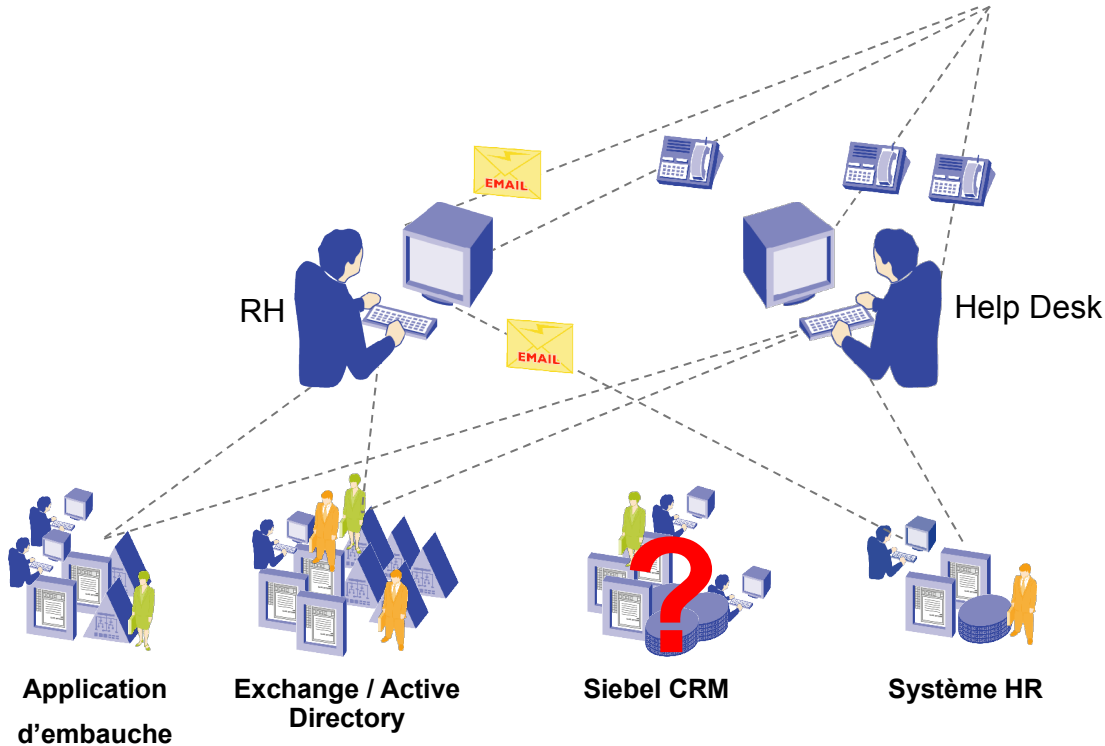 EMAIL
RH
Help Desk
EMAIL
?
Application
d’embauche
Exchange / Active
Directory
Siebel CRM
Système HR